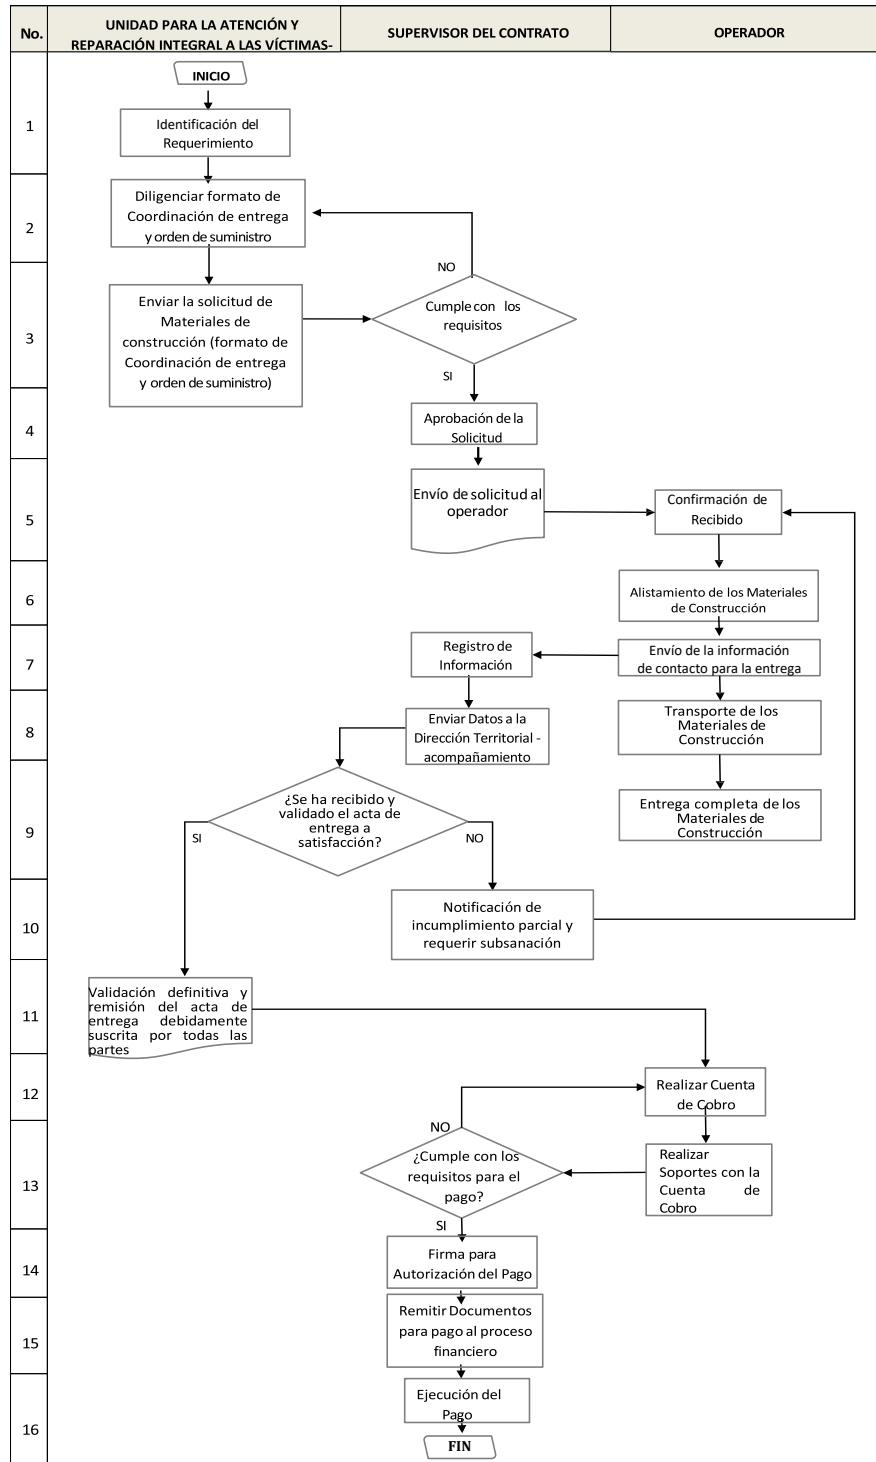 No.
UNIDAD PARA LA ATENCIÓN Y
REPARACIÓN INTEGRAL A LAS VÍCTIMAS-
SUPERVISOR DEL CONTRATO
OPERADOR
INICIO
1
Identificación del
Requerimiento
2
Diligenciar formato de
Coordinación de entrega
y orden de suministro
NO
3
Enviar la solicitud de
Materiales de
construcción (formato de
Coordinación de entrega
y orden de suministro)
Cumple con los
requisitos
SI
4
Aprobación de la
Solicitud
5
Envío de solicitud al
operador
Confirmación de
Recibido
6
Alistamiento de los Materiales
de Construcción
7
Registro de
Información
Envío de la información
de contacto para la entrega
8
Enviar Datos a la
Dirección Territorial -
acompañamiento
Transporte de los
Materiales de
Construcción
9
¿Se ha recibido y
validado el acta de
entrega a
satisfacción?
SI
NO
Entrega completa de los
Materiales de
Construcción
10
Notificación de
incumplimiento parcial y
requerir subsanación
11
Validación definitiva y
remisión del acta de
entrega debidamente
suscrita por todas las
partes
12
Realizar Cuenta
de Cobro
NO
13
¿Cumple con los
requisitos para el
pago?
Realizar
Soportes con la
Cuenta de
Cobro
SI
14
Firma para
Autorización del Pago
15
Remitir Documentos
para pago al proceso
financiero
16
Ejecución del
Pago
FIN